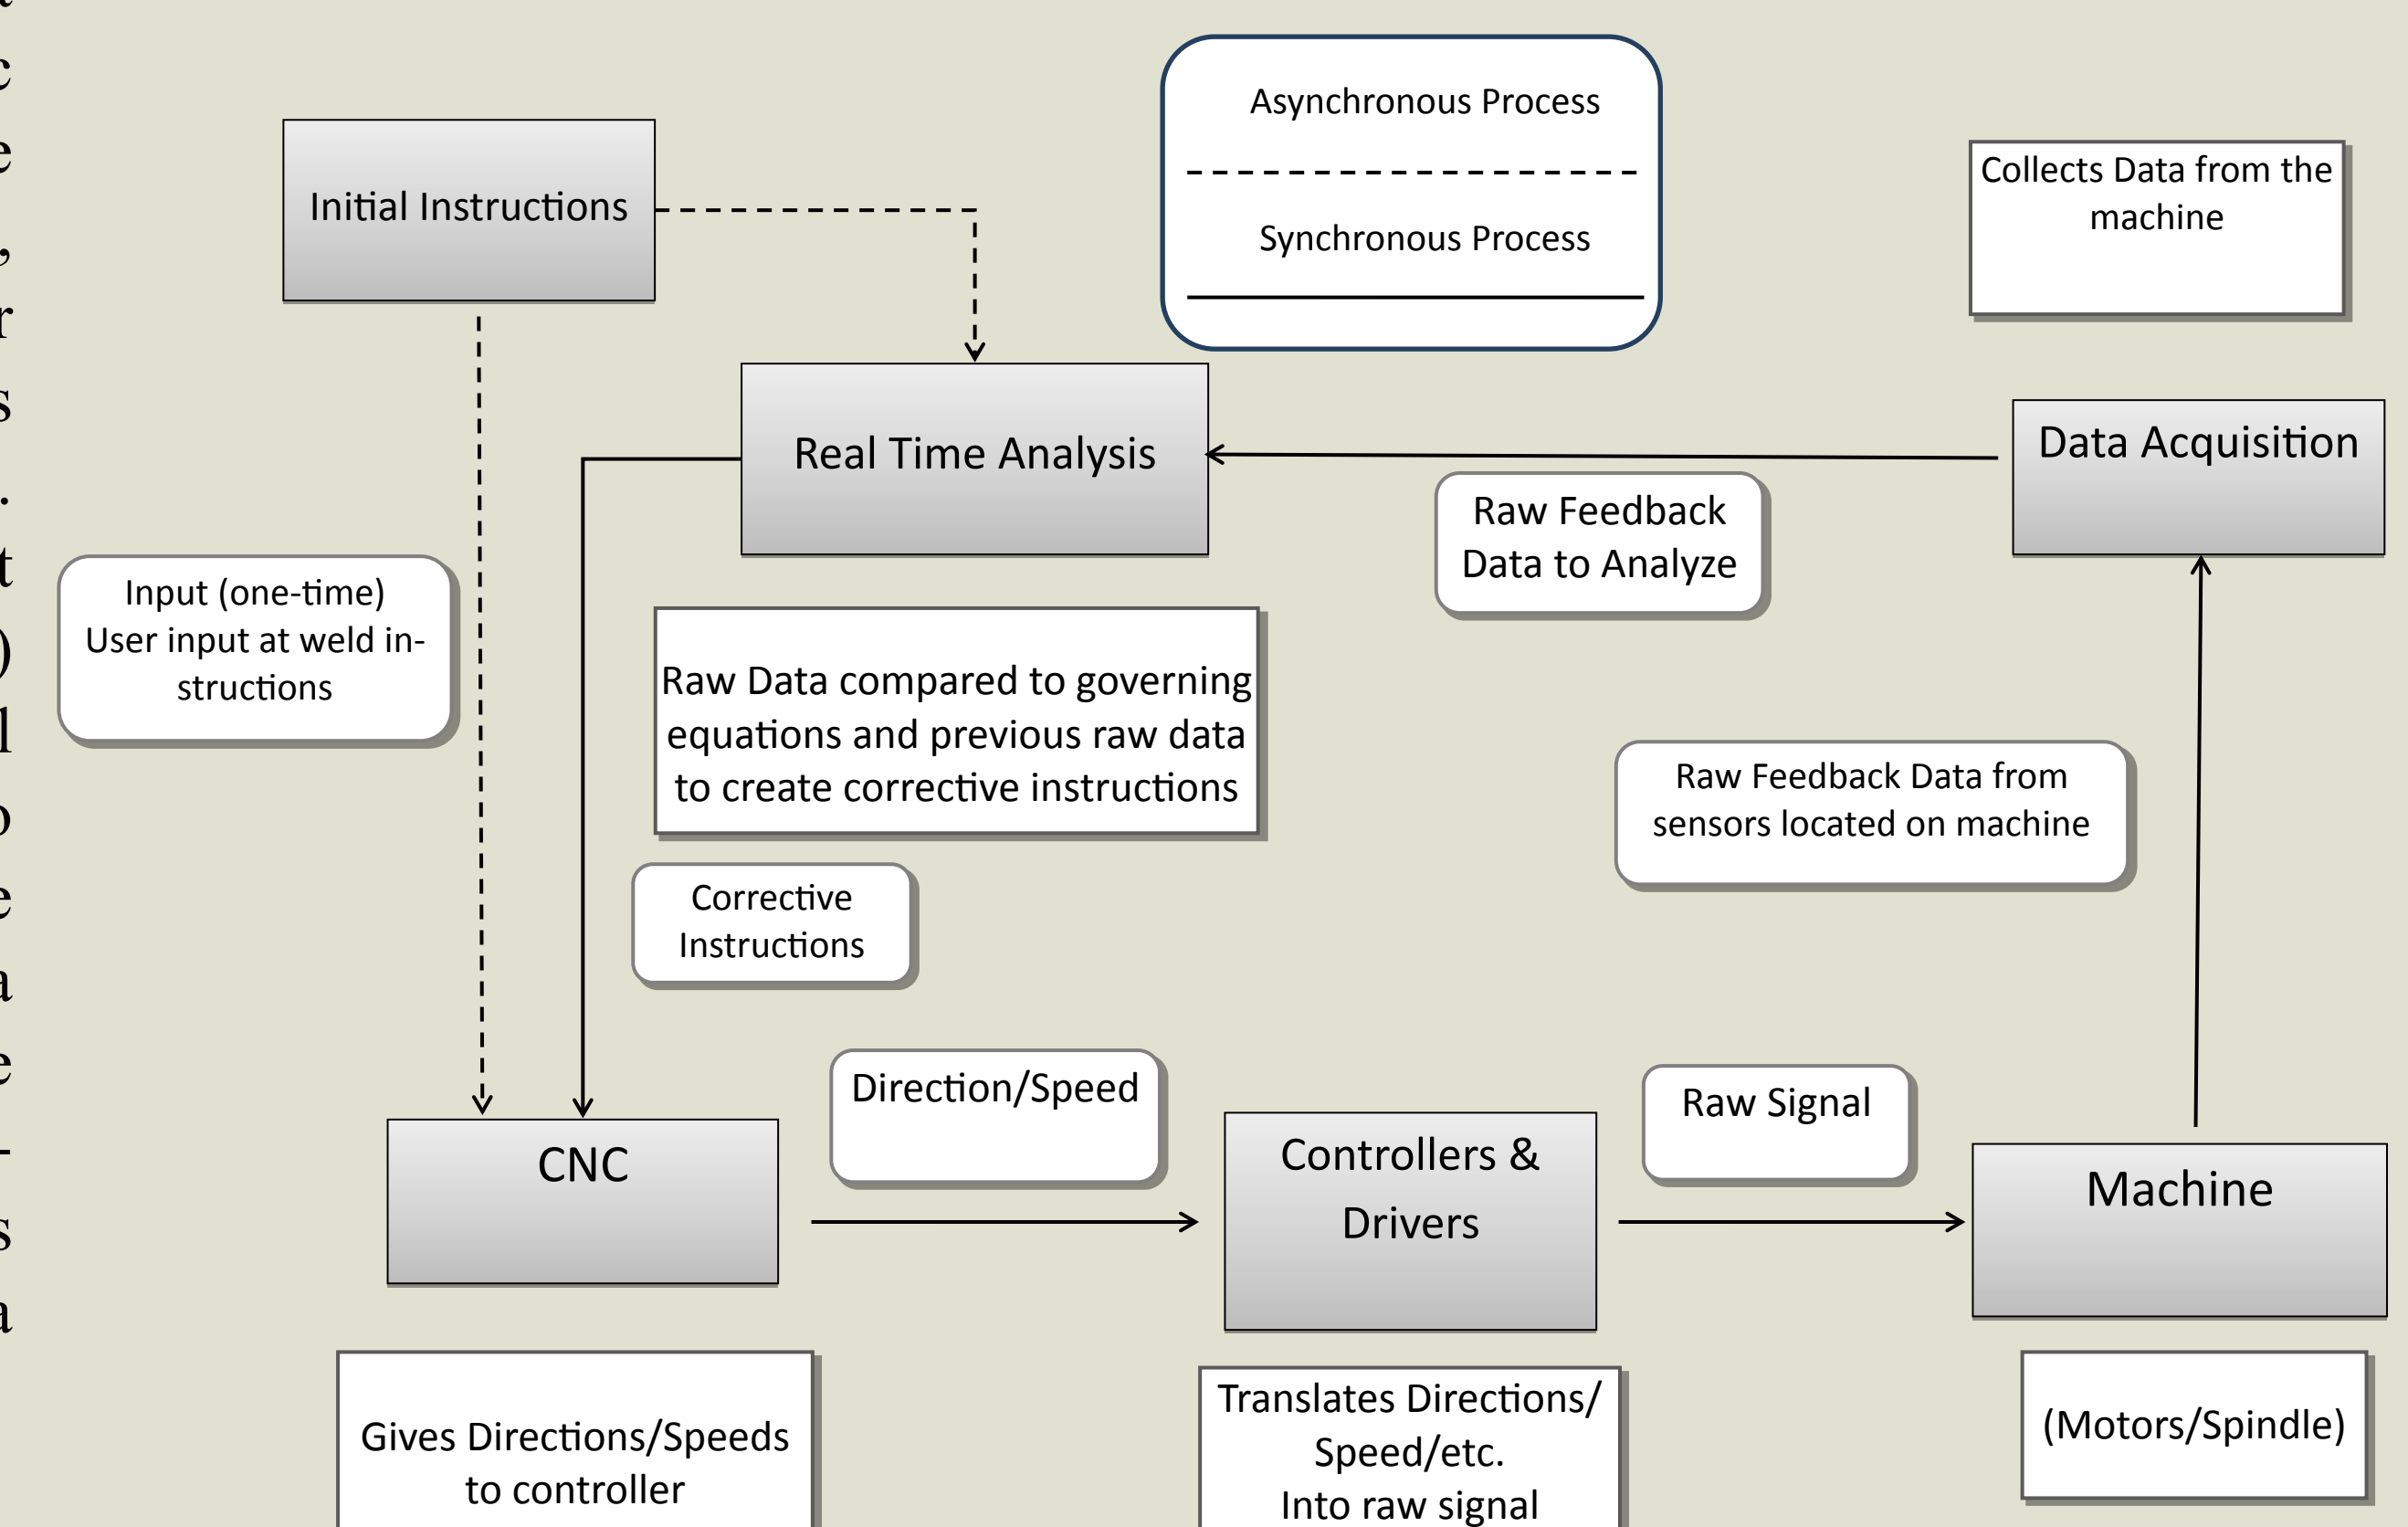 Initial Instructions
Asynchronous Process
Synchronous Process
Collects Data from the
machine
Real Time Analysis
Data Acquisition
Raw Feedback
Data to Analyze
Input (one-time)
User input at weld in-
structions
Raw Data compared to governing
equations and previous raw data
to create corrective instructions
Raw Feedback Data from
sensors located on machine
Corrective
Instructions
Direction/Speed
Raw Signal
CNC
Controllers &
Drivers
Machine
Gives Directions/Speeds
to controller
Translates Directions/
Speed/etc.
Into raw signal
(Motors/Spindle)